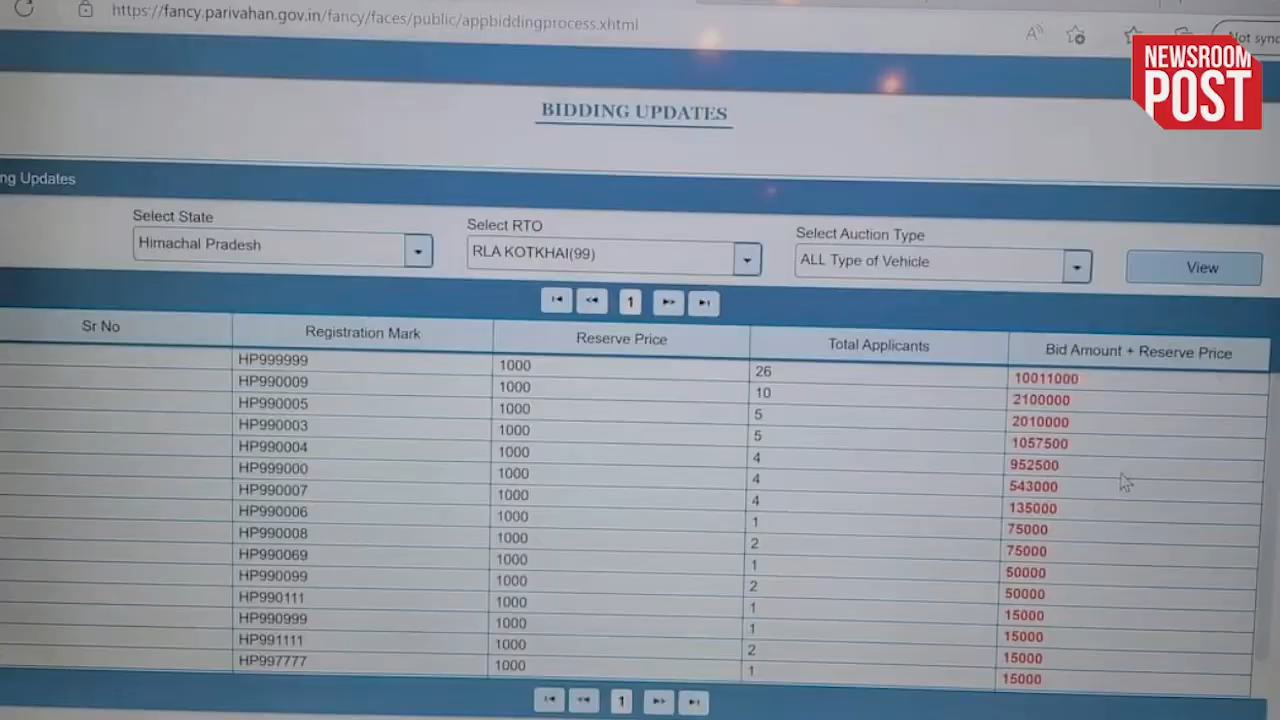 https://fancy.parivahan.gov.in/fancy/faces/public/appbiddingprocess.xhtml
Not sync
NEWSROOM
POST
BIDDING UPDATES
ng Updates
Select State
Select RTO
Select Auction Type
Himachal Pradesh
RLA KOTKHAI(99)
ALL Type of Vehicle
View
1
Sr No Registration Mark Reserve Price Total Applicants Bid Amount + Reserve Price
HP999999 1000 26 10011000
HP990009 1000 10 2100000
HP990005 1000 5 2010000
HP990003 1000 5 1057500
HP990004 1000 4 952500
HP999000 1000 4 543000
HP990007 1000 4 135000
HP990006 1000 1 75000
HP990008 1000 2 75000
HP990069 1000 1 50000
HP990099 1000 2 50000
HP990111 1000 1 15000
HP990999 1000 1 15000
HP991111 1000 2 15000
HP997777 1000 1 15000
1